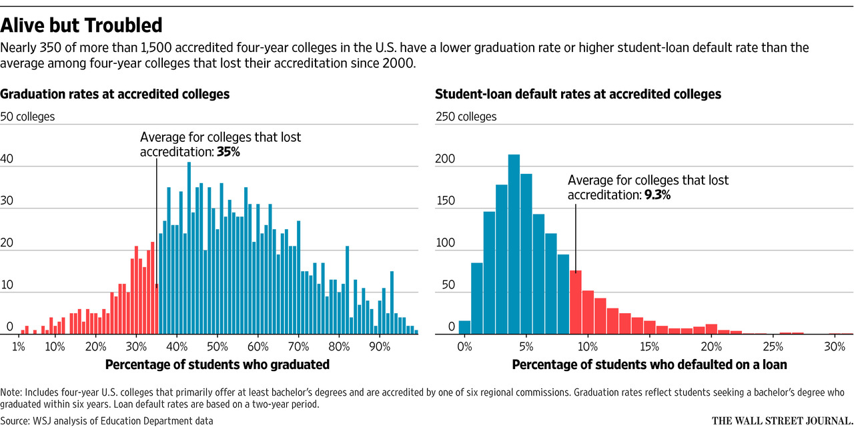 Alive but Troubled
Nearly 350 of more than 1,500 accredited four-year colleges in the U.S. have a lower graduation rate or higher student-loan default rate than the
average among four-year colleges that lost their accreditation since 2000.
Graduation rates at accredited colleges
50 colleges
Average for colleges that lost
accreditation: 35%
40
30
20
10
0
1% 10% 20% 30% 40% 50% 60% 70% 80% 90%
Percentage of students who graduated
Student-loan default rates at accredited colleges
250 colleges
Average for colleges that lost
accreditation: 9.3%
200
150
100
50
0
0% 5% 10% 15% 20% 25% 30%
Percentage of students who defaulted on a loan
Note: Includes four-year U.S. colleges that primarily offer at least bachelor's degrees and are accredited by one of six regional commissions. Graduation rates reflect students seeking a bachelor's degree who
graduated within six years. Loan default rates are based on a two-year period.
Source: WSJ analysis of Education Department data
THE WALL STREET JOURNAL.